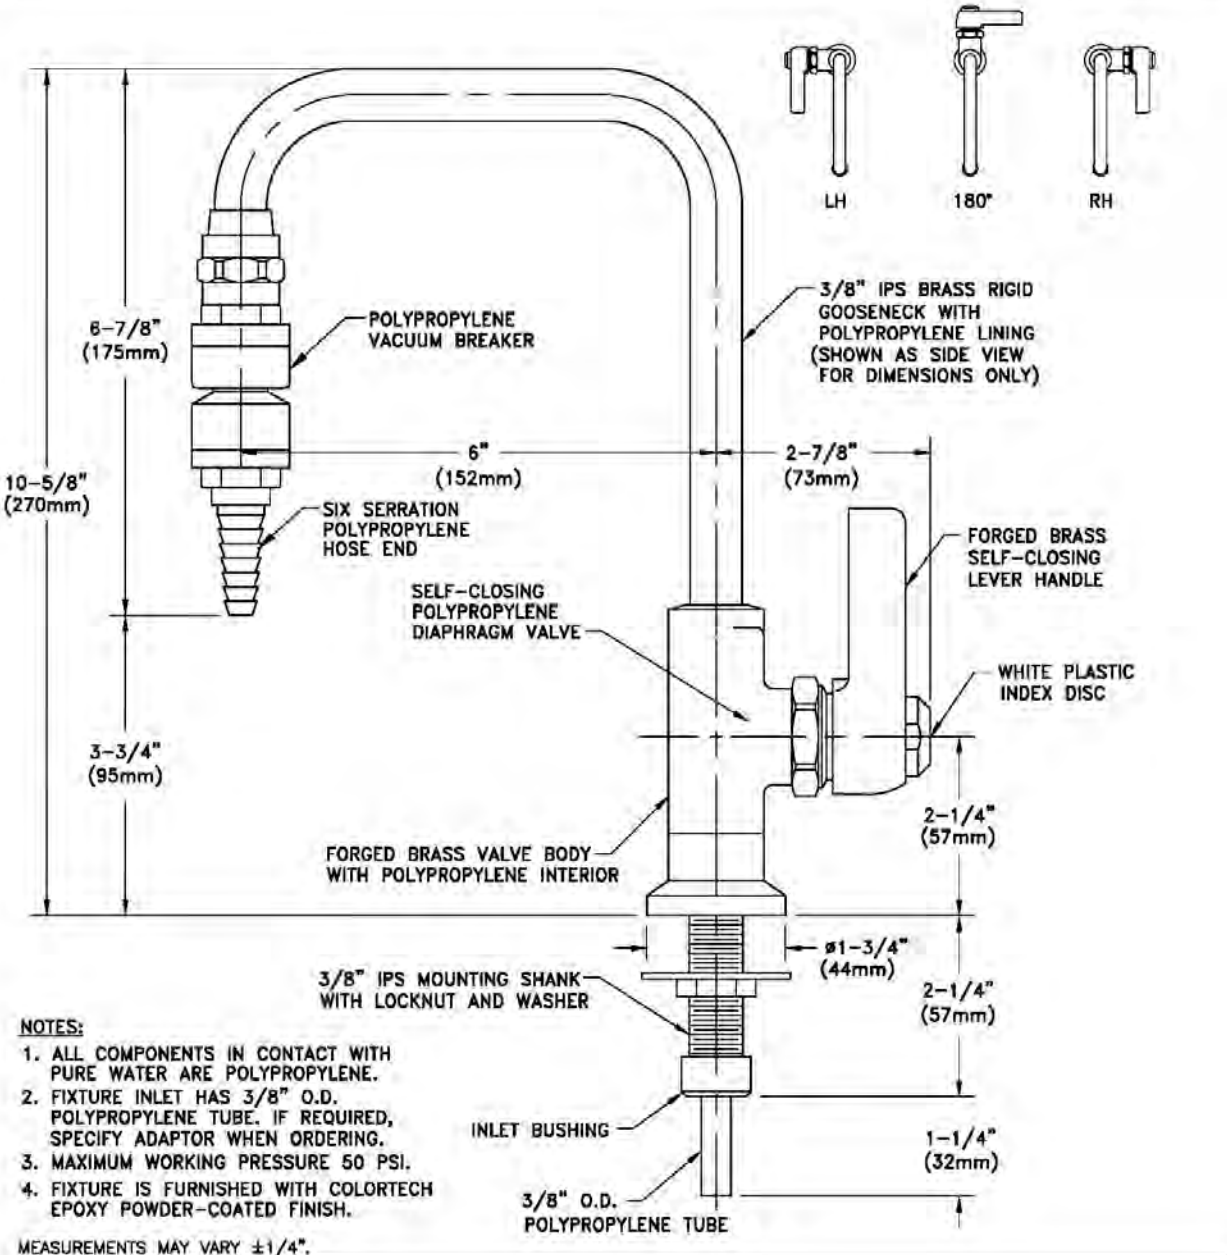 LH
180°
RH
3/8" IPS BRASS RIGID
GOOSENECK WITH
POLYPROPYLENE LINING
(SHOWN AS SIDE VIEW
FOR DIMENSIONS ONLY)
6-7/8"
(175mm)
POLYPROPYLENE
VACUUM BREAKER
6"
(152mm)
2-7/8"
(73mm)
10-5/8"
(270mm)
SIX SERRATION
POLYPROPYLENE
HOSE END
FORGED BRASS
SELF-CLOSING
LEVER HANDLE
SELF-CLOSING
POLYPROPYLENE
DIAPHRAGM VALVE
WHITE PLASTIC
INDEX DISC
3-3/4"
(95mm)
2-1/4"
(57mm)
FORGED BRASS VALVE BODY
WITH POLYPROPYLENE INTERIOR
ø1-3/4"
(44mm)
3/8" IPS MOUNTING SHANK
WITH LOCKNUT AND WASHER
2-1/4"
(57mm)
NOTES:
1. ALL COMPONENTS IN CONTACT WITH
PURE WATER ARE POLYPROPYLENE.
2. FIXTURE INLET HAS 3/8" O.D.
POLYPROPYLENE TUBE. IF REQUIRED,
SPECIFY ADAPTOR WHEN ORDERING.
3. MAXIMUM WORKING PRESSURE 50 PSI.
4. FIXTURE IS FURNISHED WITH COLORTECH
EPOXY POWDER-COATED FINISH.
MEASUREMENTS MAY VARY ±1/4".
INLET BUSHING
1-1/4"
(32mm)
3/8" O.D.
POLYPROPYLENE TUBE